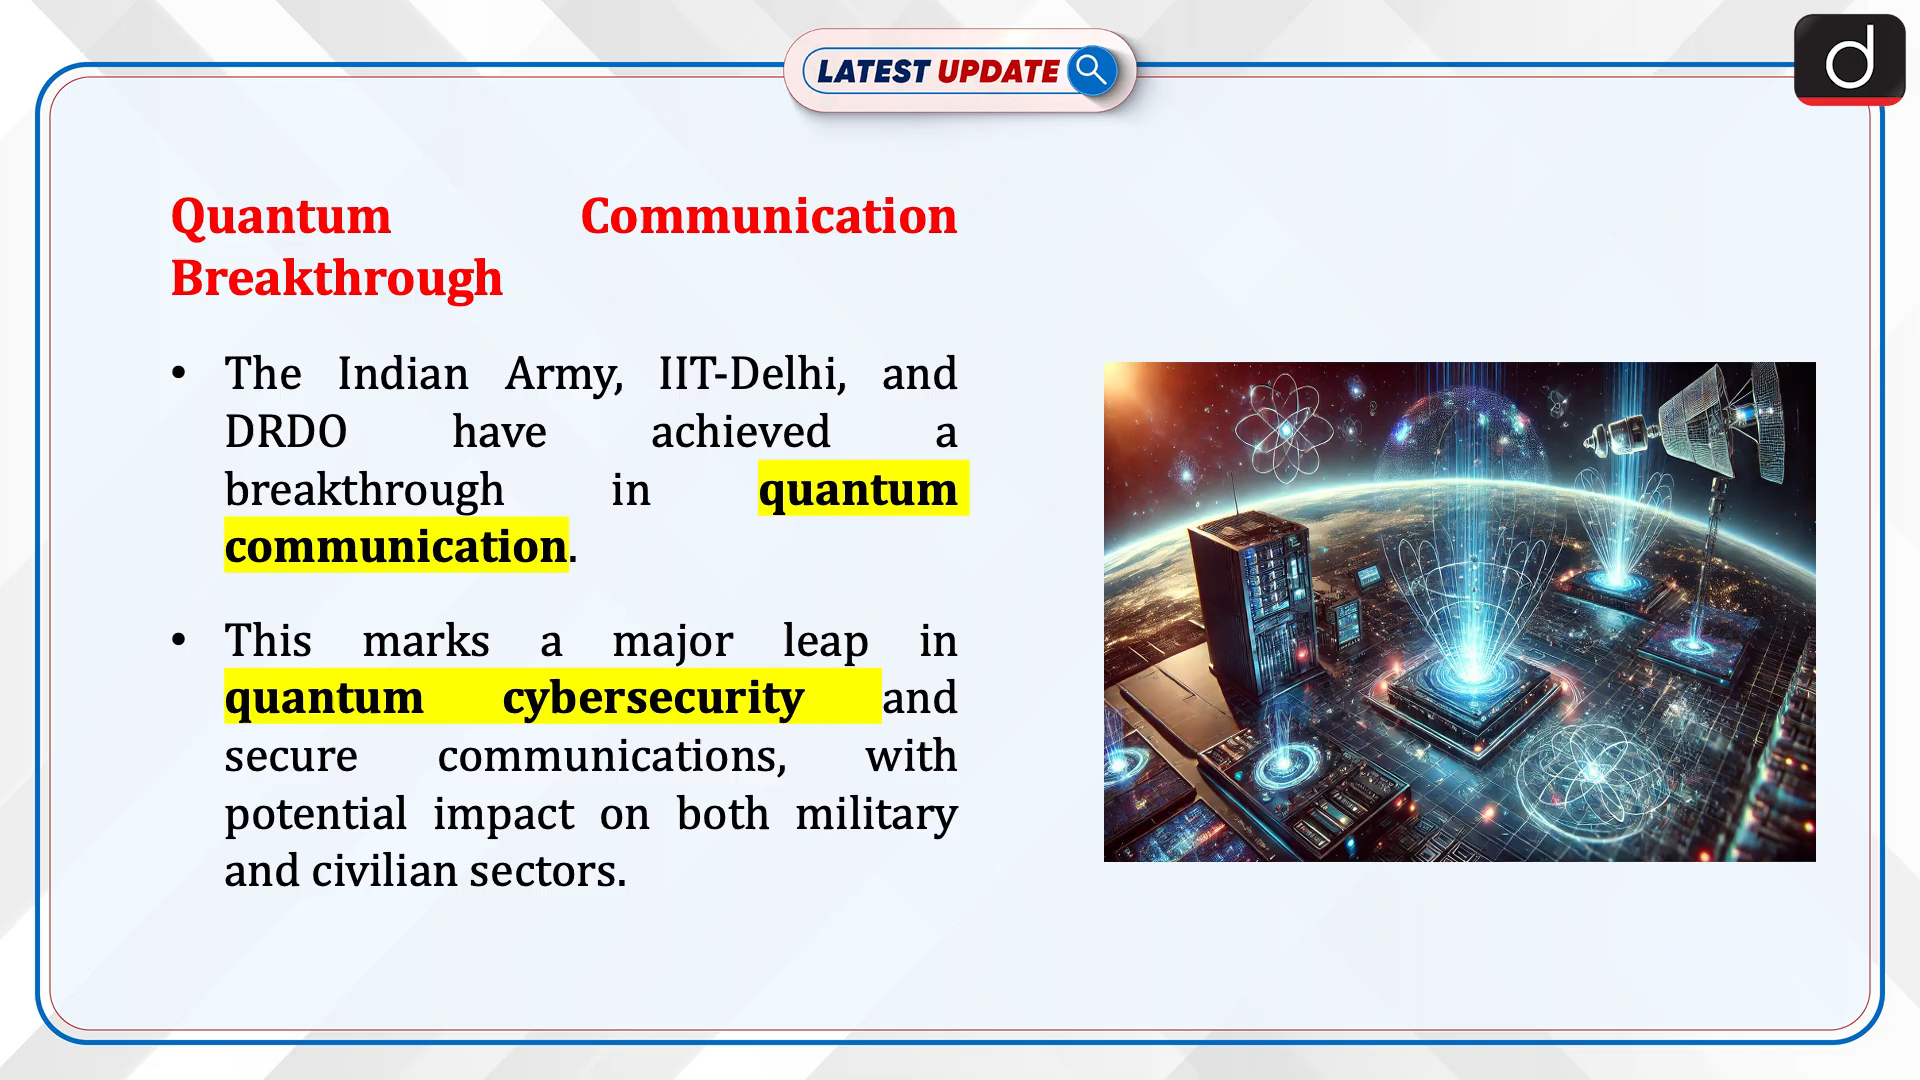 LATEST UPDATE
d
Quantum Communication
Breakthrough
• The Indian Army, IIT-Delhi, and
DRDO have achieved a
breakthrough in quantum
communication.
• This marks a major leap in
quantum cybersecurity and
secure communications, with
potential impact on both military
and civilian sectors.